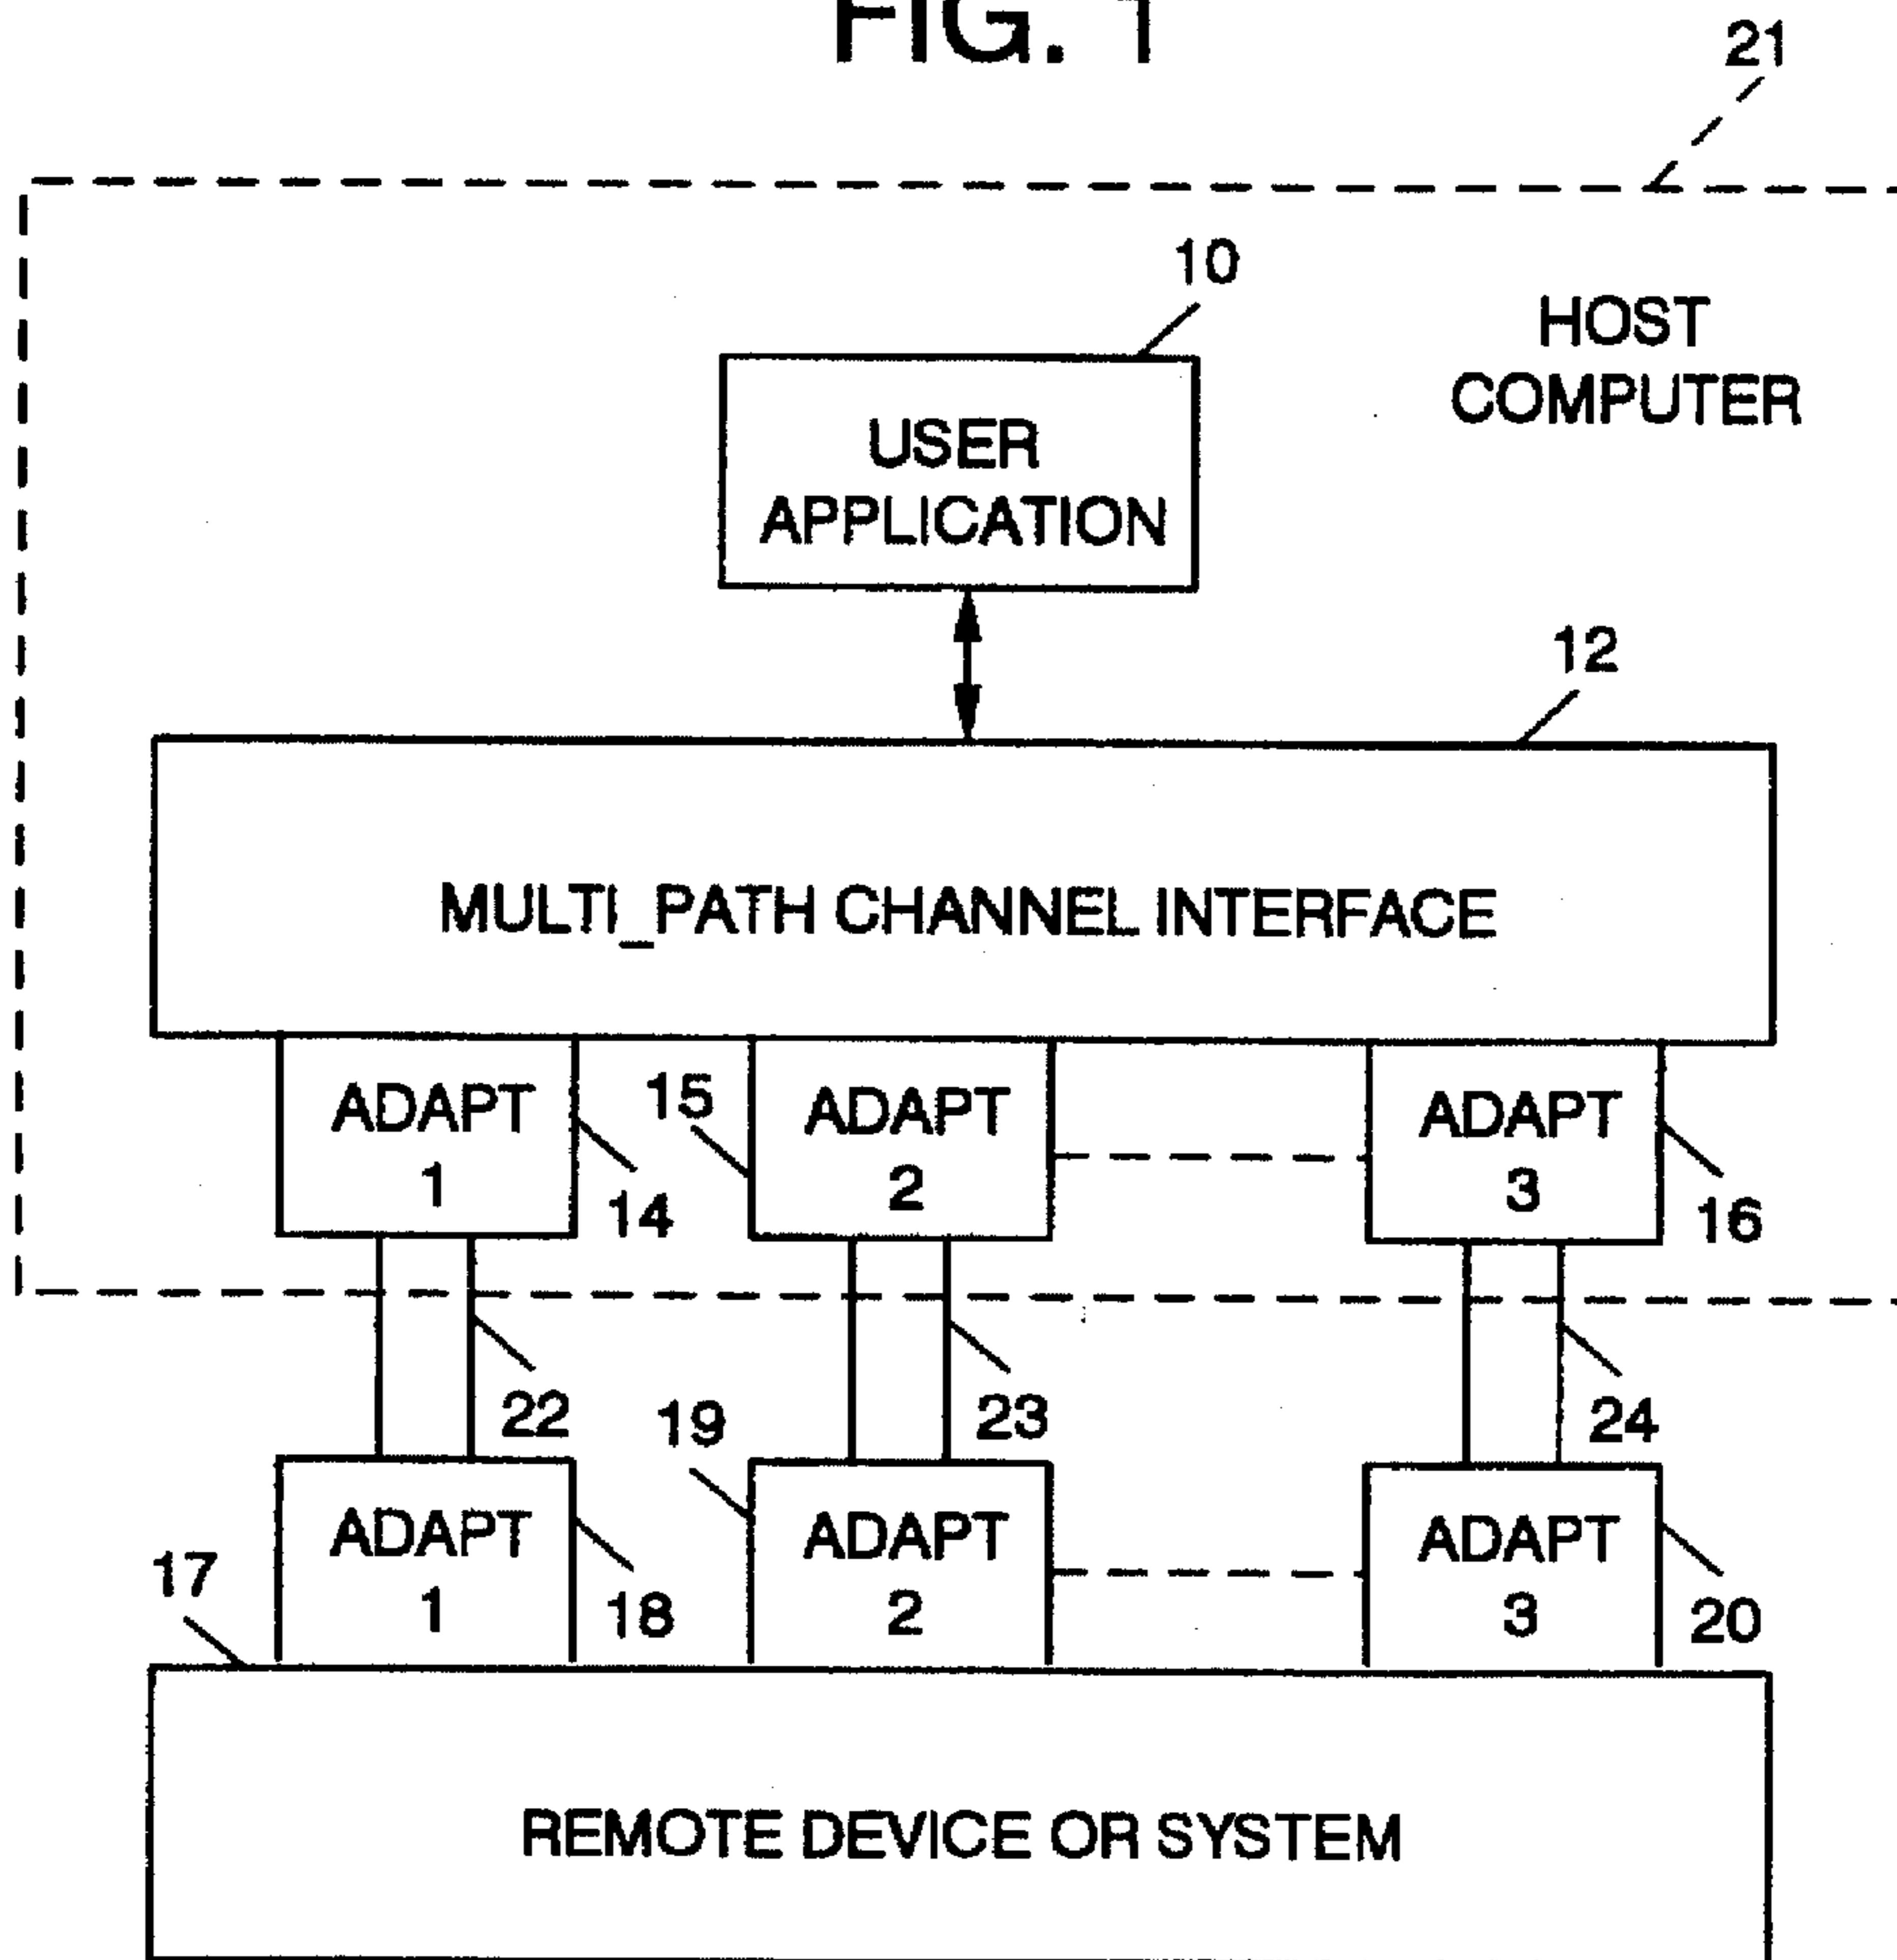 FIG. 1
21
10
HOST
COMPUTER
USER
APPLICATION
12
MULTI_PATH CHANNEL INTERFACE
ADAPT
1
14
15
ADAPT
2
ADAPT
3
16
22
23
24
19
17
ADAPT
1
18
ADAPT
2
ADAPT
3
20
REMOTE DEVICE OR SYSTEM